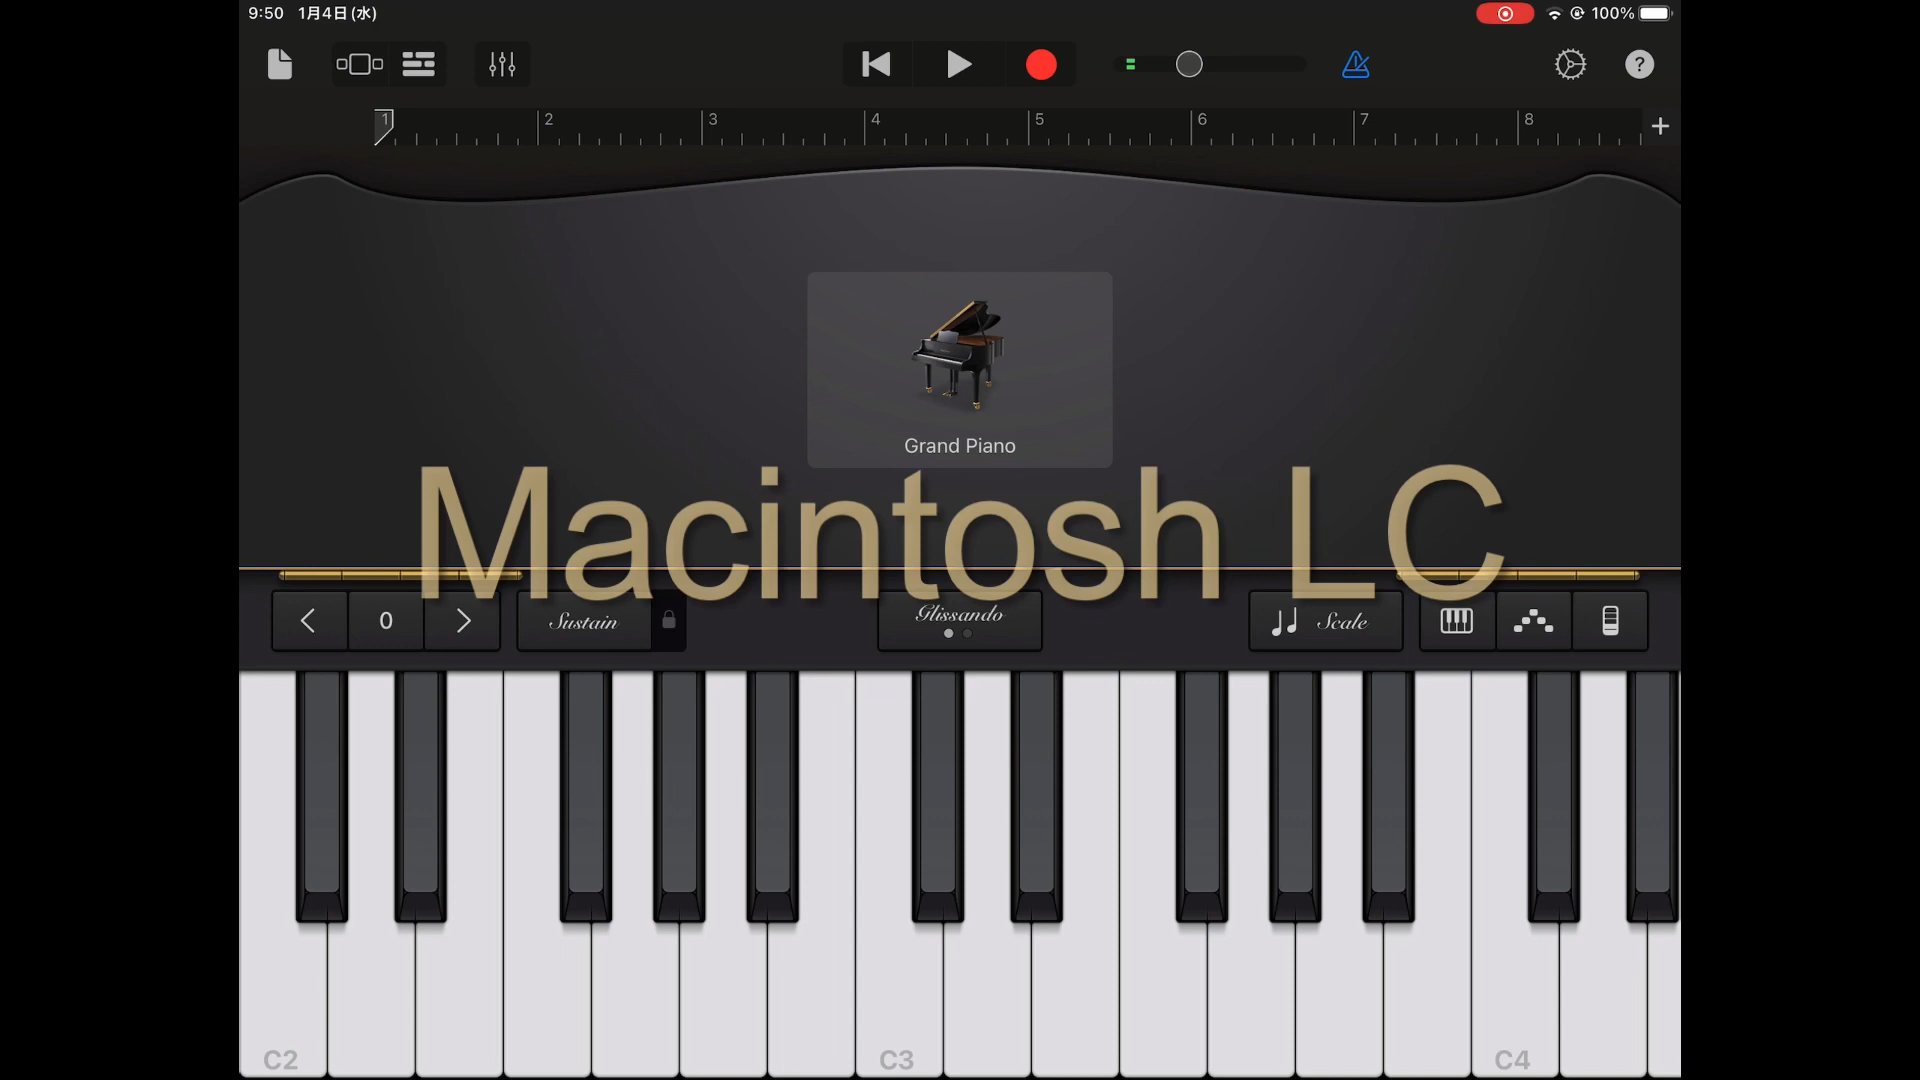 9:50 1月4日(水) 100%
?
1 2 3 4 5 6 7 8 +
Grand Piano
Macintosh LC
0 Sustain Glissando Scale
C2 C3 C4